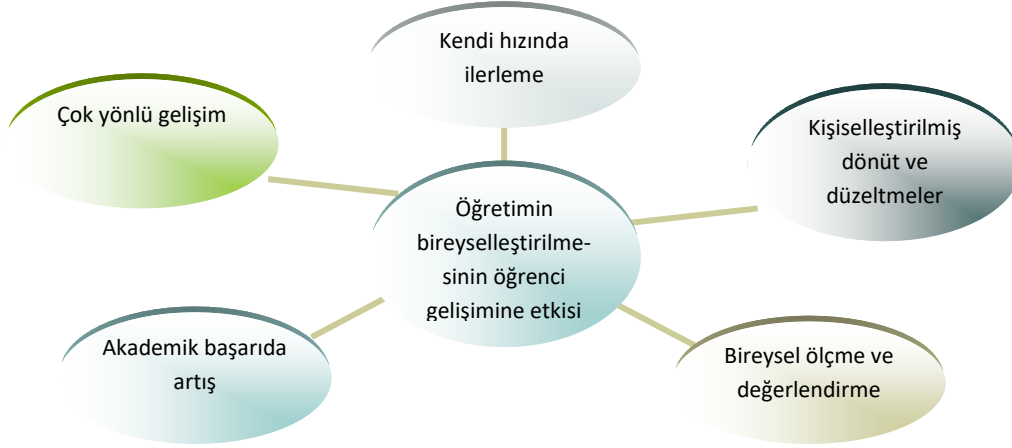 Kendi hızında
ilerleme
Çok yönlü gelişim
Kişiselleştirilmiş
dönüt ve
düzeltmeler
Öğretimin
bireyselleştirilme-
sinin öğrenci
gelişimine etkisi
Akademik başarıda
artış
Bireysel ölçme ve
değerlendirme